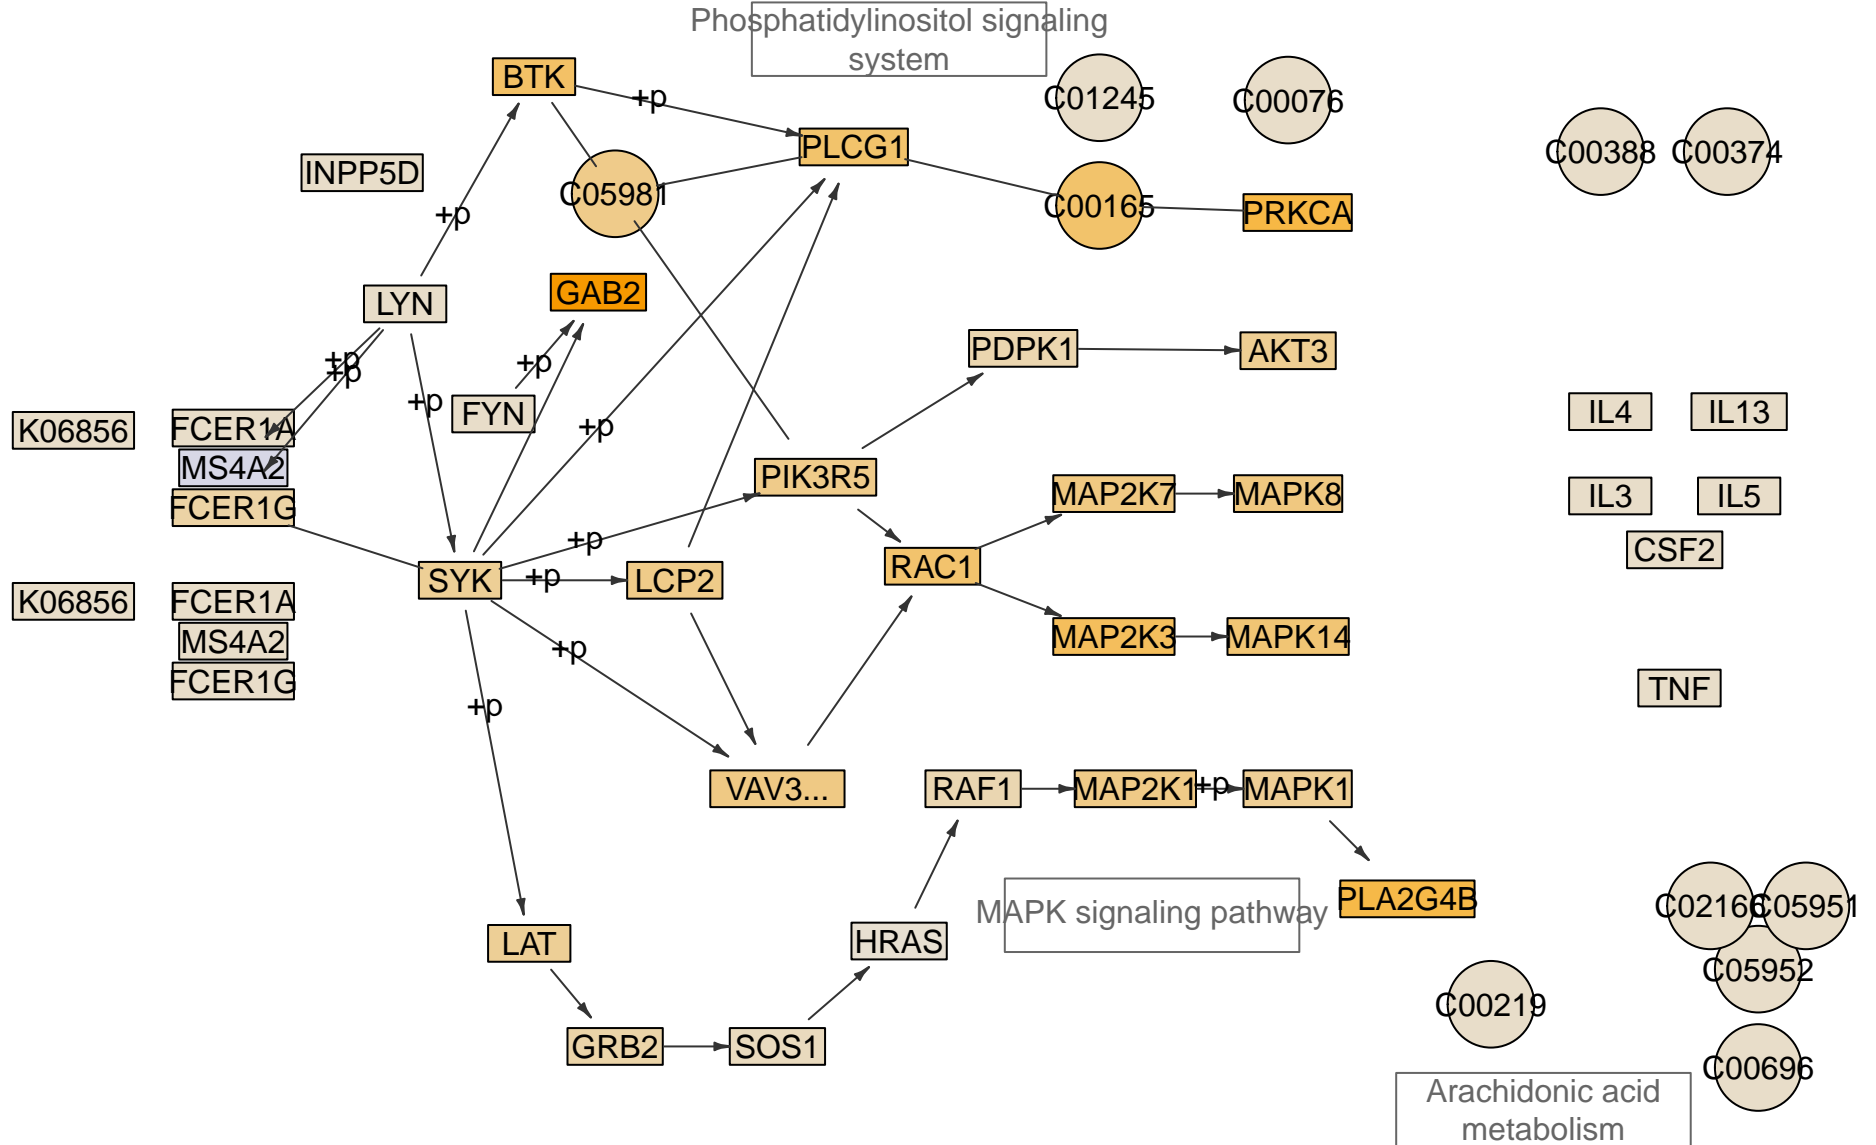 Phosphatidylinositol signaling
system
BTK
+p
C01245
C00076
PLCG1
C00388
C00374
INPP5D
C05981
C00165
PRKCA
+p
LYN
GAB2
+p
+p
+p
PDPK1
AKT3
+p
FYN
+p
K06856
FCER1A
IL4
IL13
MS4A2
PIK3R5
MAP2K7
MAPK8
IL3
IL5
FCER1G
+p
CSF2
SYK
+p
LCP2
RAC1
K06856
FCER1A
MS4A2
+p
MAP2K3
MAPK14
FCER1G
TNF
+p
VAV3...
RAF1
MAP2K1
+p
MAPK1
PLA2G4B
MAPK signaling pathway
C02166
C05951
LAT
HRAS
C05952
C00219
GRB2
SOS1
C00696
Arachidonic acid
metabolism